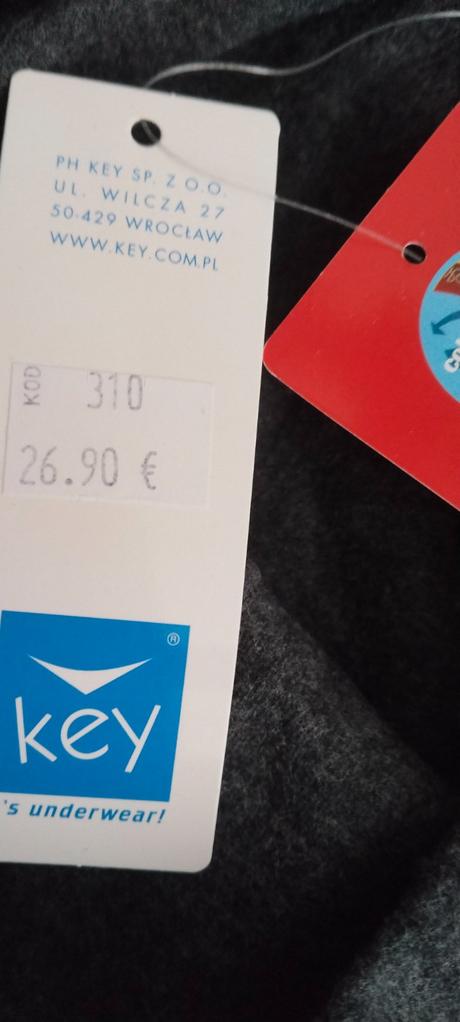 PH KEY SP. Z O.O.
UL. WILCZA 27
50-429 WROCŁAW
WWW.KEY.COM.PL
KOD 310
26.90 €
®
key
's underwear!